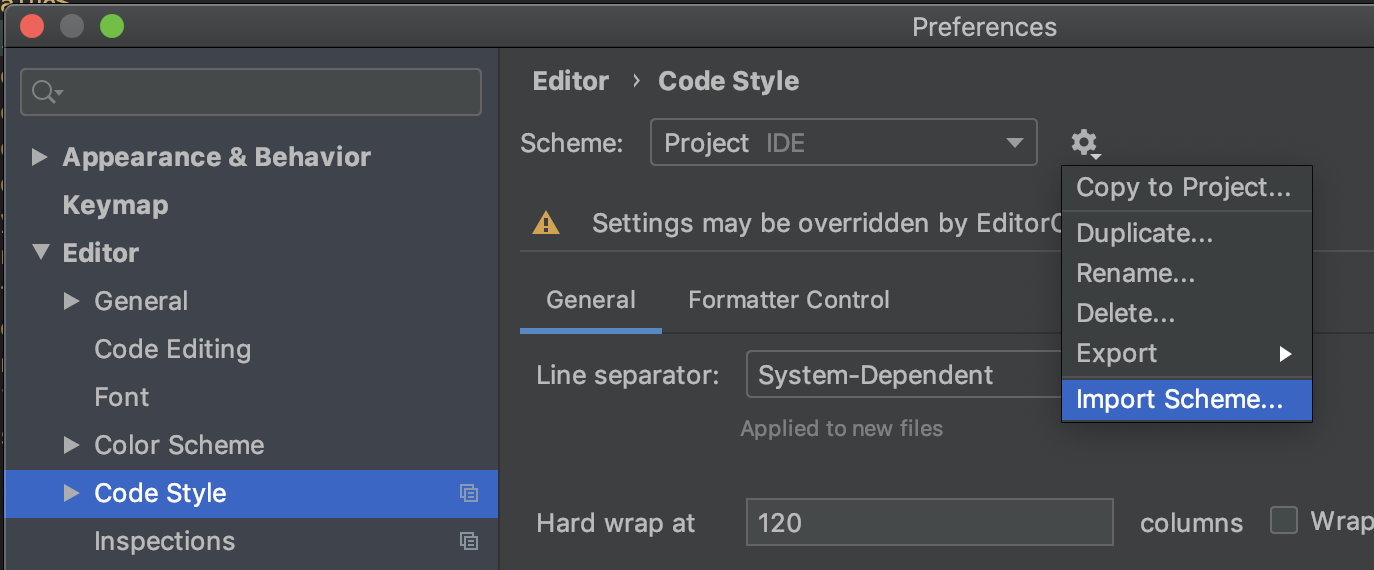 Preferences
Appearance & Behavior
Keymap
Editor
General
Code Editing
Font
Color Scheme
Code Style
Inspections
Editor › Code Style
Scheme: Project IDE
Settings may be overridden by Editor
General Formatter Control
Line separator: System-Dependent
Applied to new files
Hard wrap at 120 columns Wrap
Copy to Project...
Duplicate...
Rename...
Delete...
Export
Import Scheme...